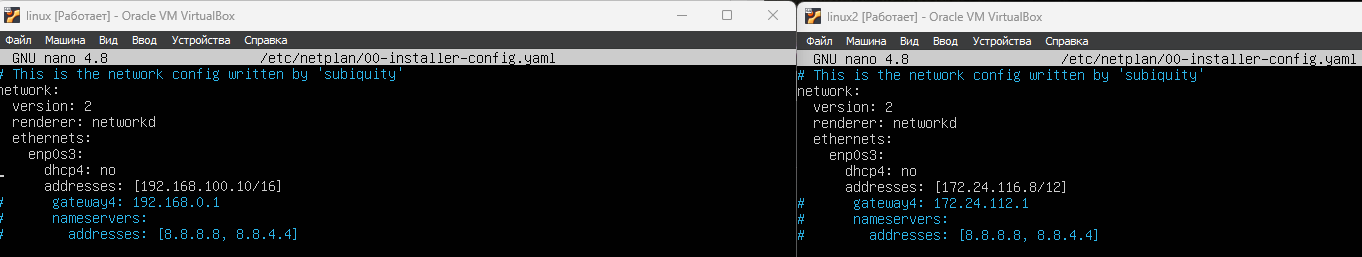 linux [Работает] - Oracle VM VirtualBox
Файл Машина Вид Ввод Устройства Справка
GNU nano 4.8 /etc/netplan/00-installer-config.yaml
# This is the network config written by 'subiquity'
network:
  version: 2
  renderer: networkd
  ethernets:
    enp0s3:
      dhcp4: no
      addresses: [192.168.100.10/16]
#      gateway4: 192.168.0.1
#      nameservers:
#        addresses: [8.8.8.8, 8.8.4.4]
linux2 [Работает] - Oracle VM VirtualBox
Файл Машина Вид Ввод Устройства Справка
GNU nano 4.8 /etc/netplan/00-installer-config.yaml
# This is the network config written by 'subiquity'
network:
  version: 2
  renderer: networkd
  ethernets:
    enp0s3:
      dhcp4: no
      addresses: [172.24.116.8/12]
#      gateway4: 172.24.112.1
#      nameservers:
#        addresses: [8.8.8.8, 8.8.4.4]